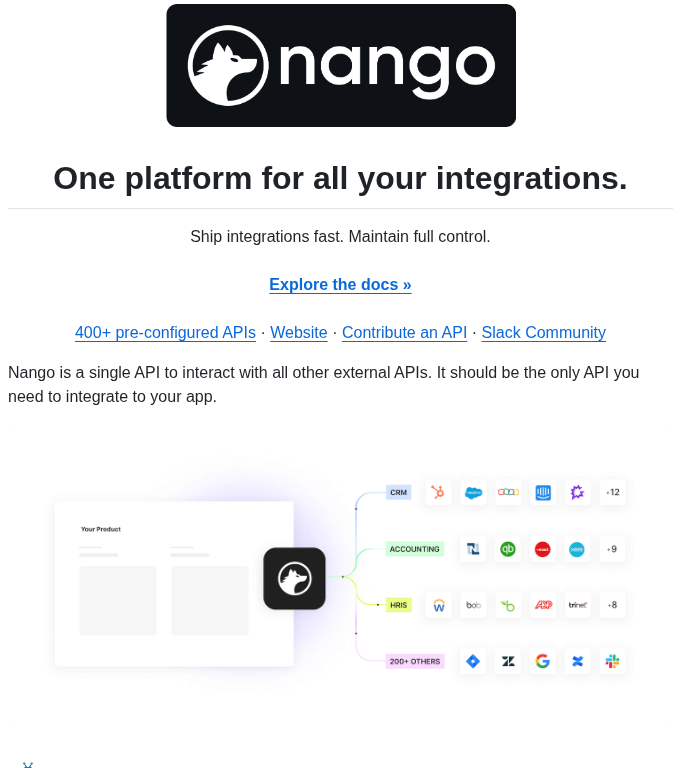 nango
One platform for all your integrations.
Ship integrations fast. Maintain full control.
Explore the docs »
400+ pre-configured APIs · Website · Contribute an API · Slack Community
Nango is a single API to interact with all other external APIs. It should be the only API you
need to integrate to your app.
Your Product
CRM
+12
ACCOUNTING
qb
xero
+9
HRIS
bob
ADP
trinet
+8
200+ OTHERS